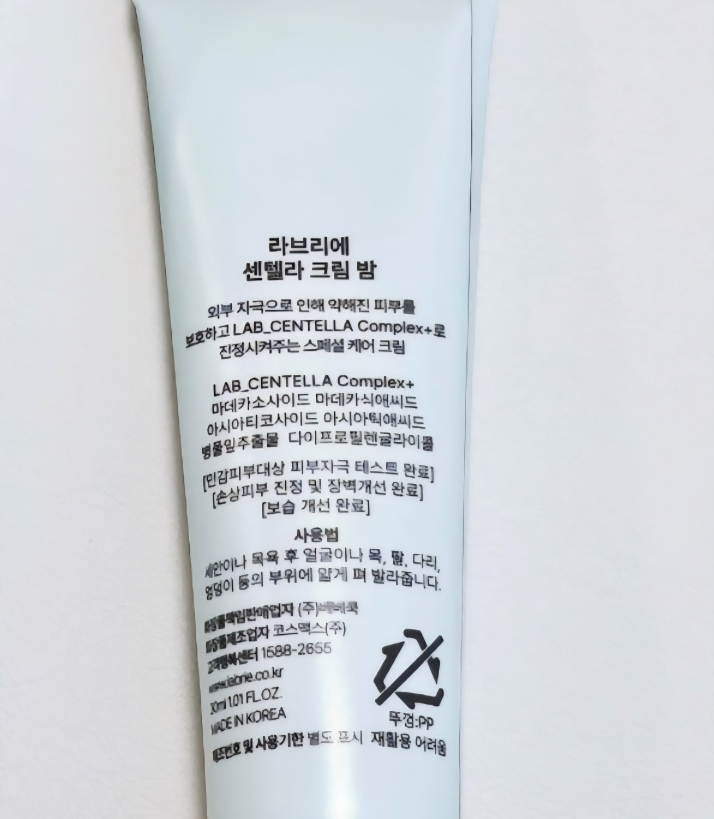 라브리에
센텔라 크림 밤
외부 자극으로 인해 약해진 피부를
보호하고 LAB_CENTELLA Complex+로
진정시켜주는 스페셜 케어 크림
LAB_CENTELLA Complex+
마데카소사이드 마데카식애씨드
아시아티코사이드 아시아틱애씨드
병풀잎추출물 다이프로필렌글라이콜
[민감피부대상 피부자극 테스트 완료]
[손상피부 진정 및 장벽개선 완료]
[보습 개선 완료]
사용법
세안이나 목욕 후 얼굴이나 목, 팔, 다리,
엉덩이 등의 부위에 얇게 펴 발라줍니다.
화장품책임판매업자 (주)베베쿡
화장품제조업자 코스맥스(주)
고객행복센터 1588-2655
www.labrie.co.kr
30ml 1.01 FL.OZ.
MADE IN KOREA
뚜껑:PP
제조번호 및 사용기한 별도 표시 재활용 어려움